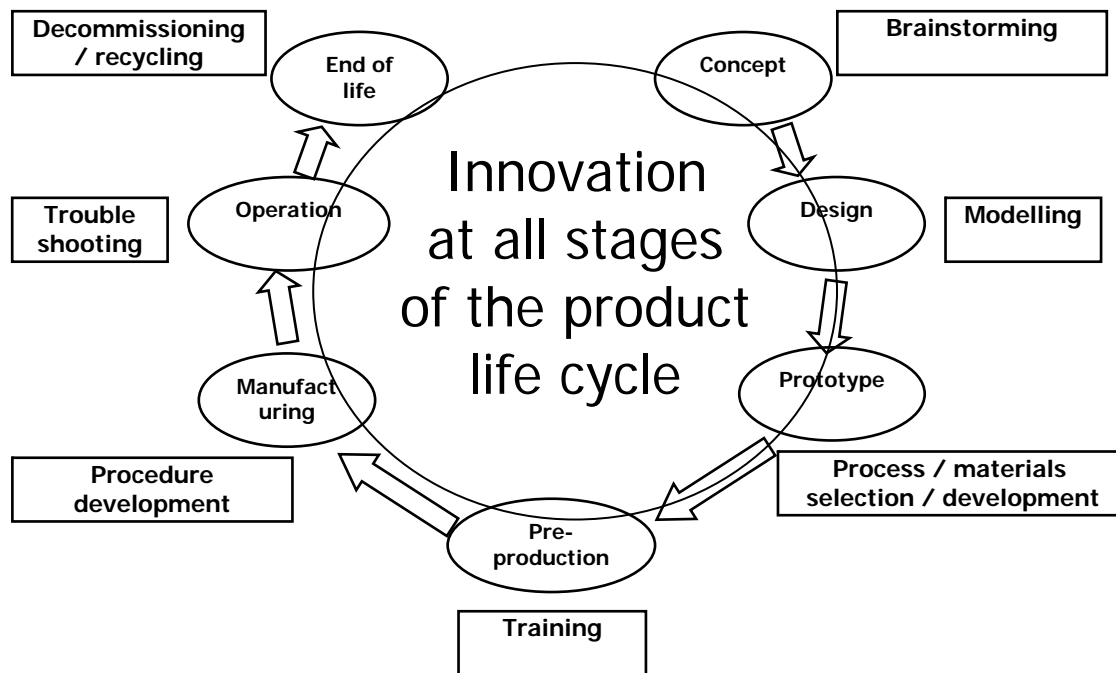 Decommissioning
/ recycling
End of
life
Concept
Brainstorming
Innovation
at all stages
of the product
life cycle
Trouble
shooting
Operation
Design
Modelling
Manufact
uring
Prototype
Procedure
development
Process / materials
selection / development
Pre-
production
Training